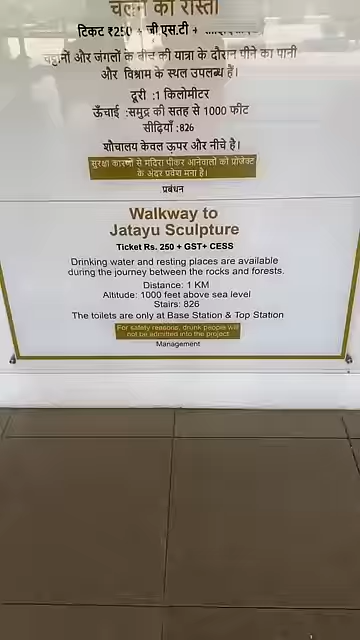 चलने का रास्ता
टिकट ₹250 + जी.एस.टी +
चट्टानों और जंगलों के बीच की यात्रा के दौरान पीने का पानी
और विश्राम के स्थल उपलब्ध हैं।
दूरी :1 किलोमीटर
ऊँचाई :समुद्र की सतह से 1000 फीट
सीढ़ियाँ :826
शौचालय केवल ऊपर और नीचे है।
सुरक्षा कारणों से मदिरा पीकर आनेवालों को प्रोजेक्ट
के अंदर प्रवेश मना है।
प्रबंधन
Walkway to
Jatayu Sculpture
Ticket Rs. 250 + GST+ CESS
Drinking water and resting places are available
during the journey between the rocks and forests.
Distance: 1 KM
Altitude: 1000 feet above sea level
Stairs: 826
The toilets are only at Base Station & Top Station
For safety reasons, drunk people will
not be admitted into the project
Management